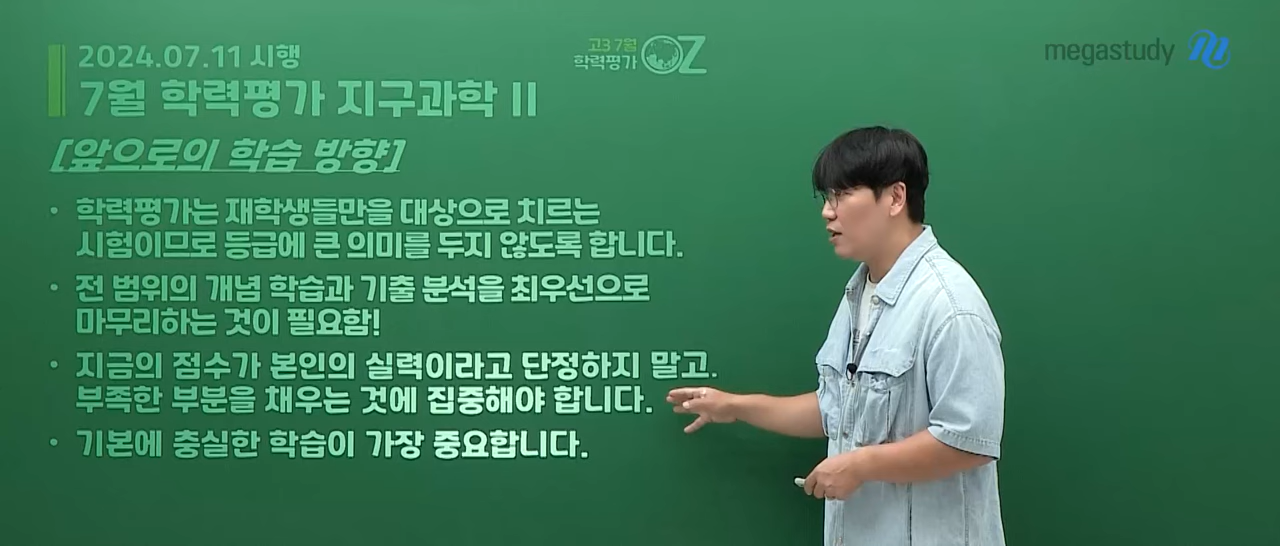 2024.07.11 시행
7월 학력평가 지구과학 II
고3 7월
학력평가 OZ
megastudy
[앞으로의 학습 방향]
• 학력평가는 재학생들만을 대상으로 치르는
시험이므로 등급에 큰 의미를 두지 않도록 합니다.
• 전 범위의 개념 학습과 기출 분석을 최우선으로
마무리하는 것이 필요함!
• 지금의 점수가 본인의 실력이라고 단정하지 말고.
부족한 부분을 채우는 것에 집중해야 합니다.
• 기본에 충실한 학습이 가장 중요합니다.